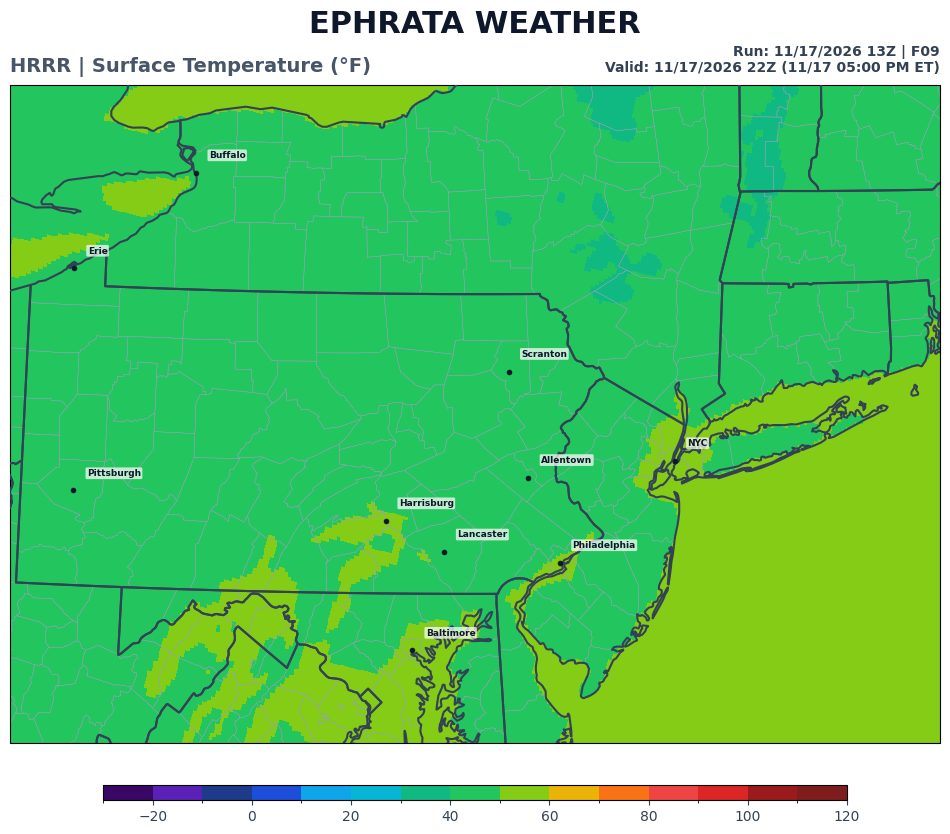 EPHRATA WEATHER
HRRR | Surface Temperature (°F)
Run: 11/17/2026 13Z | F09
Valid: 11/17/2026 22Z (11/17 05:00 PM ET)
Buffalo
Erie
Scranton
NYC
Allentown
Pittsburgh
Harrisburg
Lancaster
Philadelphia
Baltimore
−20 0 20 40 60 80 100 120